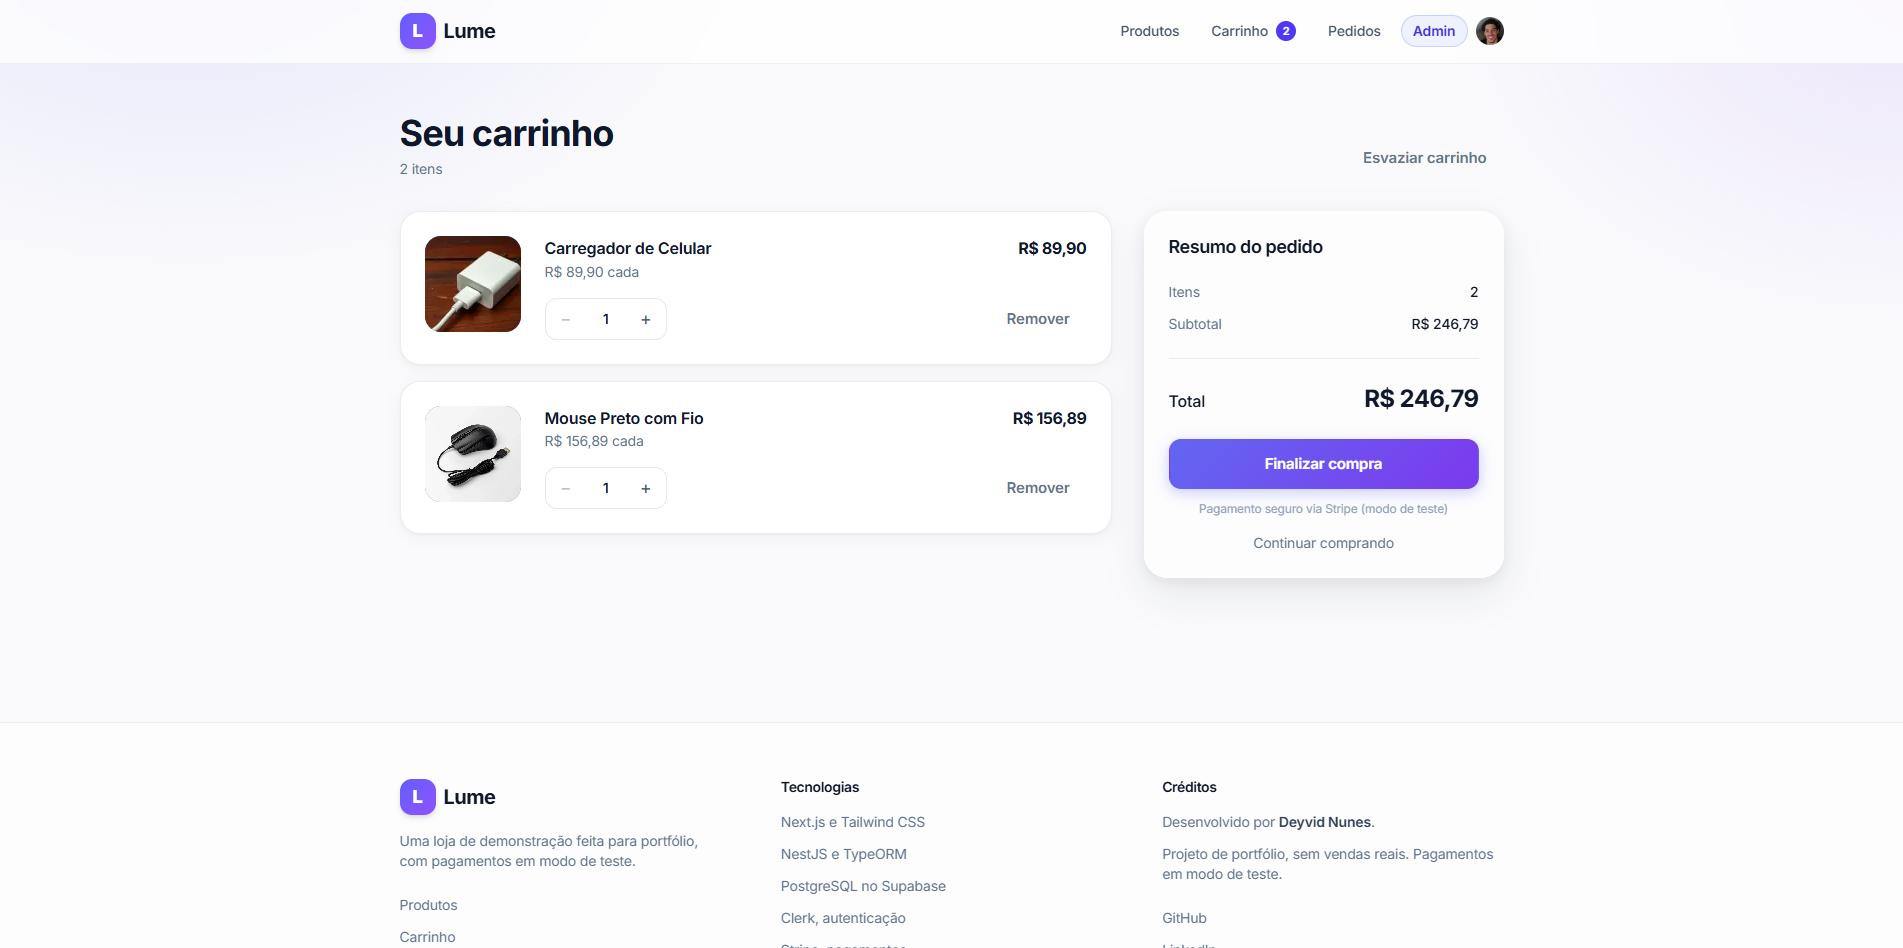 L Lume
Produtos Carrinho 2 Pedidos Admin
Seu carrinho
2 itens
Esvaziar carrinho
Carregador de Celular R$ 89,90
R$ 89,90 cada
− 1 + Remover
Mouse Preto com Fio R$ 156,89
R$ 156,89 cada
− 1 + Remover
Resumo do pedido
Itens 2
Subtotal R$ 246,79
Total R$ 246,79
Finalizar compra
Pagamento seguro via Stripe (modo de teste)
Continuar comprando
L Lume
Uma loja de demonstração feita para portfólio,
com pagamentos em modo de teste.
Produtos
Carrinho
Tecnologias
Next.js e Tailwind CSS
NestJS e TypeORM
PostgreSQL no Supabase
Clerk, autenticação
Stripe, pagamentos
Créditos
Desenvolvido por Deyvid Nunes.
Projeto de portfólio, sem vendas reais. Pagamentos
em modo de teste.
GitHub
LinkedIn